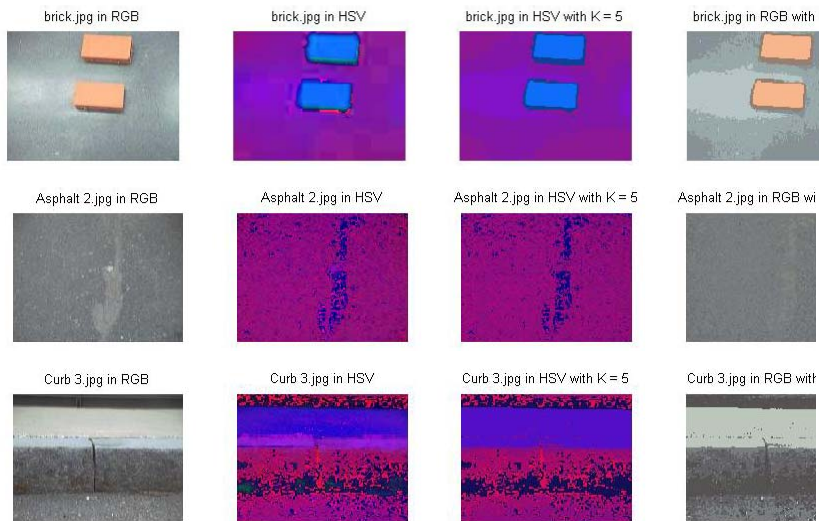 brick.jpg in RGB
brick.jpg in HSV
brick.jpg in HSV with K = 5
brick.jpg in RGB with
Asphalt 2.jpg in RGB
Asphalt 2.jpg in HSV
Asphalt 2.jpg in HSV with K = 5
Asphalt 2.jpg in RGB wi
Curb 3.jpg in RGB
Curb 3.jpg in HSV
Curb 3.jpg in HSV with K = 5
Curb 3.jpg in RGB with